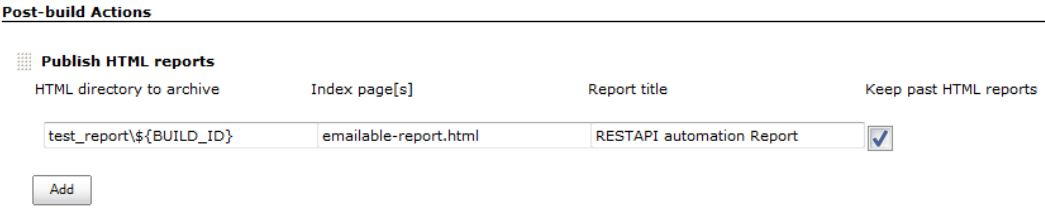 Post-build Actions
Publish HTML reports
HTML directory to archive Index page[s] Report title Keep past HTML reports
test_report\${BUILD_ID} emailable-report.html RESTAPI automation Report
Add